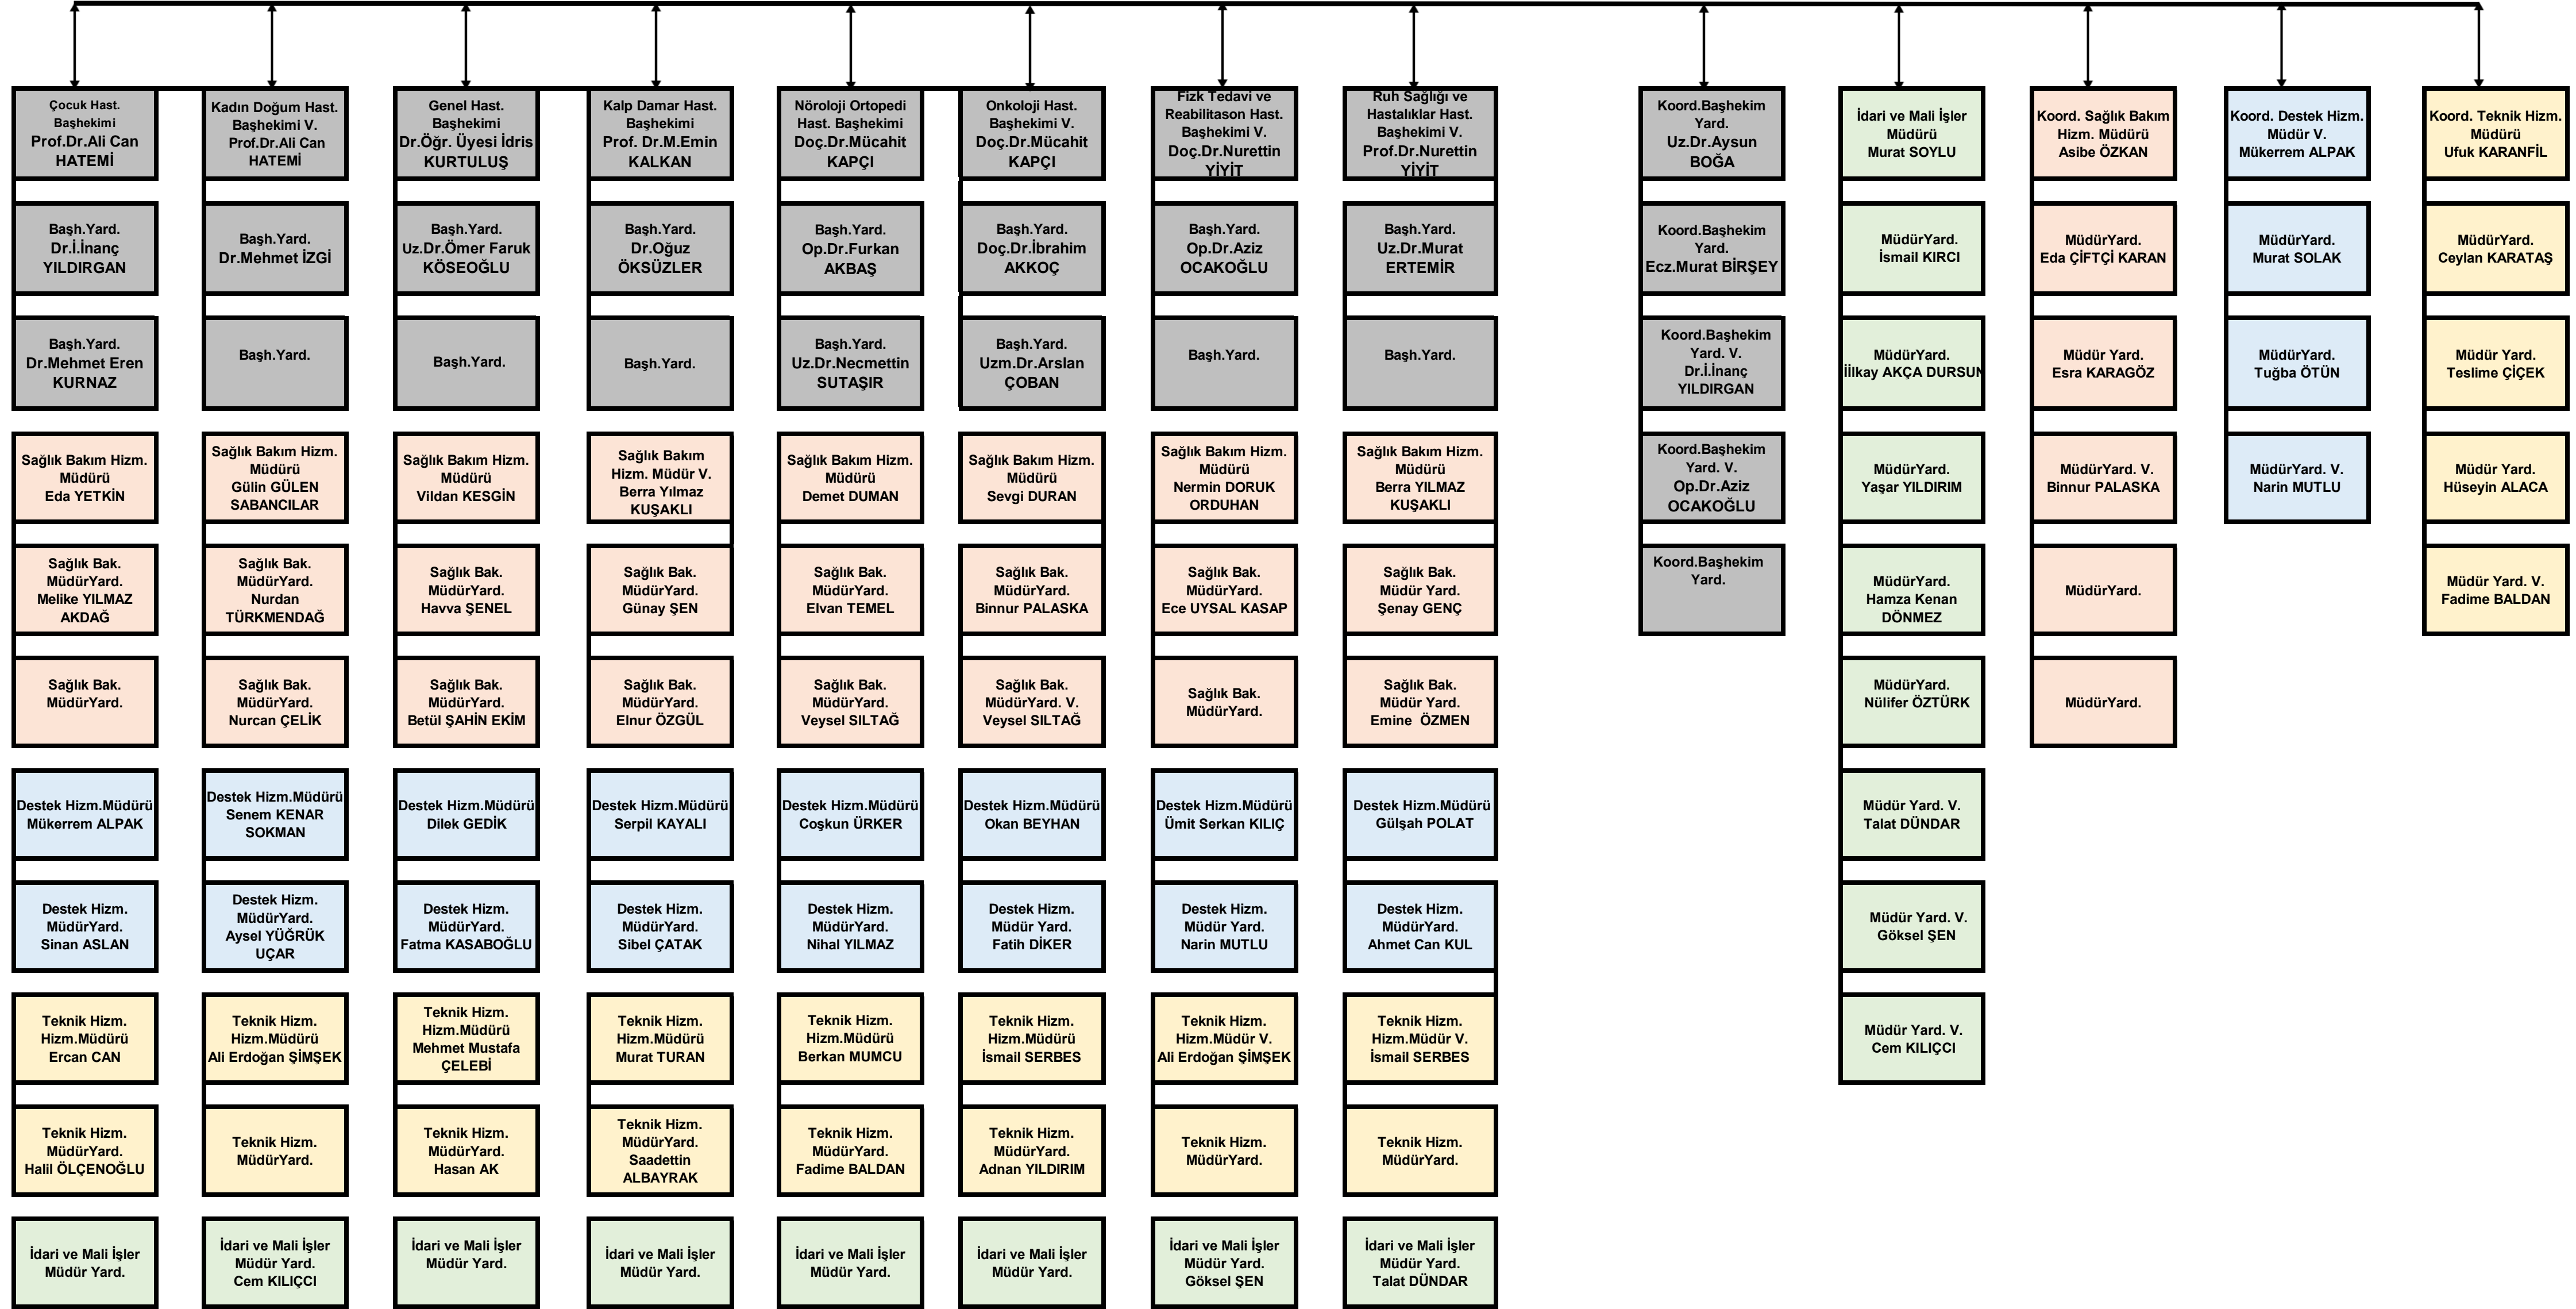 Çocuk Hast.
Başhekimi
Prof.Dr.Ali Can
HATEMİ
Kadın Doğum Hast.
Başhekimi V.
Prof.Dr.Ali Can
HATEMİ
Genel Hast.
Başhekimi
Dr.Öğr. Üyesi İdris
KURTULUŞ
Kalp Damar Hast.
Başhekimi
Prof. Dr.M.Emin
KALKAN
Nöroloji Ortopedi
Hast. Başhekimi
Doç.Dr.Mücahit
KAPÇI
Onkoloji Hast.
Başhekimi V.
Doç.Dr.Mücahit
KAPÇI
Fizk Tedavi ve
Reabilitason Hast.
Başhekimi V.
Doç.Dr.Nurettin
YİYİT
Ruh Sağlığı ve
Hastalıklar Hast.
Başhekimi V.
Prof.Dr.Nurettin
YİYİT
Koord.Başhekim
Yard.
Uz.Dr.Aysun
BOĞA
İdari ve Mali İşler
Müdürü
Murat SOYLU
Koord. Sağlık Bakım
Hizm. Müdürü
Asibe ÖZKAN
Koord. Destek Hizm.
Müdür V.
Mükerrem ALPAK
Koord. Teknik Hizm.
Müdürü
Ufuk KARANFİL
Başh.Yard.
Dr.İ.İnanç
YILDIRGAN
Başh.Yard.
Dr.Mehmet İZGİ
Başh.Yard.
Uz.Dr.Ömer Faruk
KÖSEOĞLU
Başh.Yard.
Dr.Oğuz
ÖKSÜZLER
Başh.Yard.
Op.Dr.Furkan
AKBAŞ
Başh.Yard.
Doç.Dr.İbrahim
AKKOÇ
Başh.Yard.
Op.Dr.Aziz
OCAKOĞLU
Başh.Yard.
Uz.Dr.Murat
ERTEMİR
Koord.Başhekim
Yard.
Ecz.Murat BİRŞEY
MüdürYard.
İsmail KIRCI
MüdürYard.
Eda ÇİFTÇİ KARAN
MüdürYard.
Murat SOLAK
MüdürYard.
Ceylan KARATAŞ
Başh.Yard.
Dr.Mehmet Eren
KURNAZ
Başh.Yard.
Başh.Yard.
Başh.Yard.
Başh.Yard.
Uz.Dr.Necmettin
SUTAŞIR
Başh.Yard.
Uzm.Dr.Arslan
ÇOBAN
Başh.Yard.
Başh.Yard.
Koord.Başhekim
Yard. V.
Dr.İ.İnanç
YILDIRGAN
MüdürYard.
İilkay AKÇA DURSUN
Müdür Yard.
Esra KARAGÖZ
MüdürYard.
Tuğba ÖTÜN
Müdür Yard.
Teslime ÇİÇEK
Sağlık Bakım Hizm.
Müdürü
Eda YETKİN
Sağlık Bakım Hizm.
Müdürü
Gülin GÜLEN
SABANCILAR
Sağlık Bakım Hizm.
Müdürü
Vildan KESGİN
Sağlık Bakım
Hizm. Müdür V.
Berra Yılmaz
KUŞAKLI
Sağlık Bakım Hizm.
Müdürü
Demet DUMAN
Sağlık Bakım Hizm.
Müdürü
Sevgi DURAN
Sağlık Bakım Hizm.
Müdürü
Nermin DORUK
ORDUHAN
Sağlık Bakım Hizm.
Müdürü
Berra YILMAZ
KUŞAKLI
Koord.Başhekim
Yard. V.
Op.Dr.Aziz
OCAKOĞLU
MüdürYard.
Yaşar YILDIRIM
MüdürYard. V.
Binnur PALASKA
MüdürYard. V.
Narin MUTLU
Müdür Yard.
Hüseyin ALACA
Sağlık Bak.
MüdürYard.
Melike YILMAZ
AKDAĞ
Sağlık Bak.
MüdürYard.
Nurdan
TÜRKMENDAĞ
Sağlık Bak.
MüdürYard.
Havva ŞENEL
Sağlık Bak.
MüdürYard.
Günay ŞEN
Sağlık Bak.
MüdürYard.
Elvan TEMEL
Sağlık Bak.
MüdürYard.
Binnur PALASKA
Sağlık Bak.
MüdürYard.
Ece UYSAL KASAP
Sağlık Bak.
Müdür Yard.
Şenay GENÇ
Koord.Başhekim
Yard.
MüdürYard.
Hamza Kenan
DÖNMEZ
MüdürYard.
Müdür Yard. V.
Fadime BALDAN
Sağlık Bak.
MüdürYard.
Sağlık Bak.
MüdürYard.
Nurcan ÇELİK
Sağlık Bak.
MüdürYard.
Betül ŞAHİN EKİM
Sağlık Bak.
MüdürYard.
Elnur ÖZGÜL
Sağlık Bak.
MüdürYard.
Veysel SILTAĞ
Sağlık Bak.
MüdürYard. V.
Veysel SILTAĞ
Sağlık Bak.
MüdürYard.
Sağlık Bak.
Müdür Yard.
Emine ÖZMEN
MüdürYard.
Nülifer ÖZTÜRK
MüdürYard.
Destek Hizm.Müdürü
Mükerrem ALPAK
Destek Hizm.Müdürü
Senem KENAR
SOKMAN
Destek Hizm.Müdürü
Dilek GEDİK
Destek Hizm.Müdürü
Serpil KAYALI
Destek Hizm.Müdürü
Coşkun ÜRKER
Destek Hizm.Müdürü
Okan BEYHAN
Destek Hizm.Müdürü
Ümit Serkan KILIÇ
Destek Hizm.Müdürü
Gülşah POLAT
Müdür Yard. V.
Talat DÜNDAR
Destek Hizm.
MüdürYard.
Sinan ASLAN
Destek Hizm.
MüdürYard.
Aysel YÜĞRÜK
UÇAR
Destek Hizm.
MüdürYard.
Fatma KASABOĞLU
Destek Hizm.
MüdürYard.
Sibel ÇATAK
Destek Hizm.
MüdürYard.
Nihal YILMAZ
Destek Hizm.
Müdür Yard.
Fatih DİKER
Destek Hizm.
Müdür Yard.
Narin MUTLU
Destek Hizm.
MüdürYard.
Ahmet Can KUL
Müdür Yard. V.
Göksel ŞEN
Teknik Hizm.
Hizm.Müdürü
Ercan CAN
Teknik Hizm.
Hizm.Müdürü
Ali Erdoğan ŞİMŞEK
Teknik Hizm.
Hizm.Müdürü
Mehmet Mustafa
ÇELEBİ
Teknik Hizm.
Hizm.Müdürü
Murat TURAN
Teknik Hizm.
Hizm.Müdürü
Berkan MUMCU
Teknik Hizm.
Hizm.Müdürü
İsmail SERBES
Teknik Hizm.
Hizm.Müdür V.
Ali Erdoğan ŞİMŞEK
Teknik Hizm.
Hizm.Müdür V.
İsmail SERBES
Müdür Yard. V.
Cem KILIÇCI
Teknik Hizm.
MüdürYard.
Halil ÖLÇENOĞLU
Teknik Hizm.
MüdürYard.
Teknik Hizm.
MüdürYard.
Hasan AK
Teknik Hizm.
MüdürYard.
Saadettin
ALBAYRAK
Teknik Hizm.
MüdürYard.
Fadime BALDAN
Teknik Hizm.
MüdürYard.
Adnan YILDIRIM
Teknik Hizm.
MüdürYard.
Teknik Hizm.
MüdürYard.
İdari ve Mali İşler
Müdür Yard.
İdari ve Mali İşler
Müdür Yard.
Cem KILIÇCI
İdari ve Mali İşler
Müdür Yard.
İdari ve Mali İşler
Müdür Yard.
İdari ve Mali İşler
Müdür Yard.
İdari ve Mali İşler
Müdür Yard.
İdari ve Mali İşler
Müdür Yard.
Göksel ŞEN
İdari ve Mali İşler
Müdür Yard.
Talat DÜNDAR